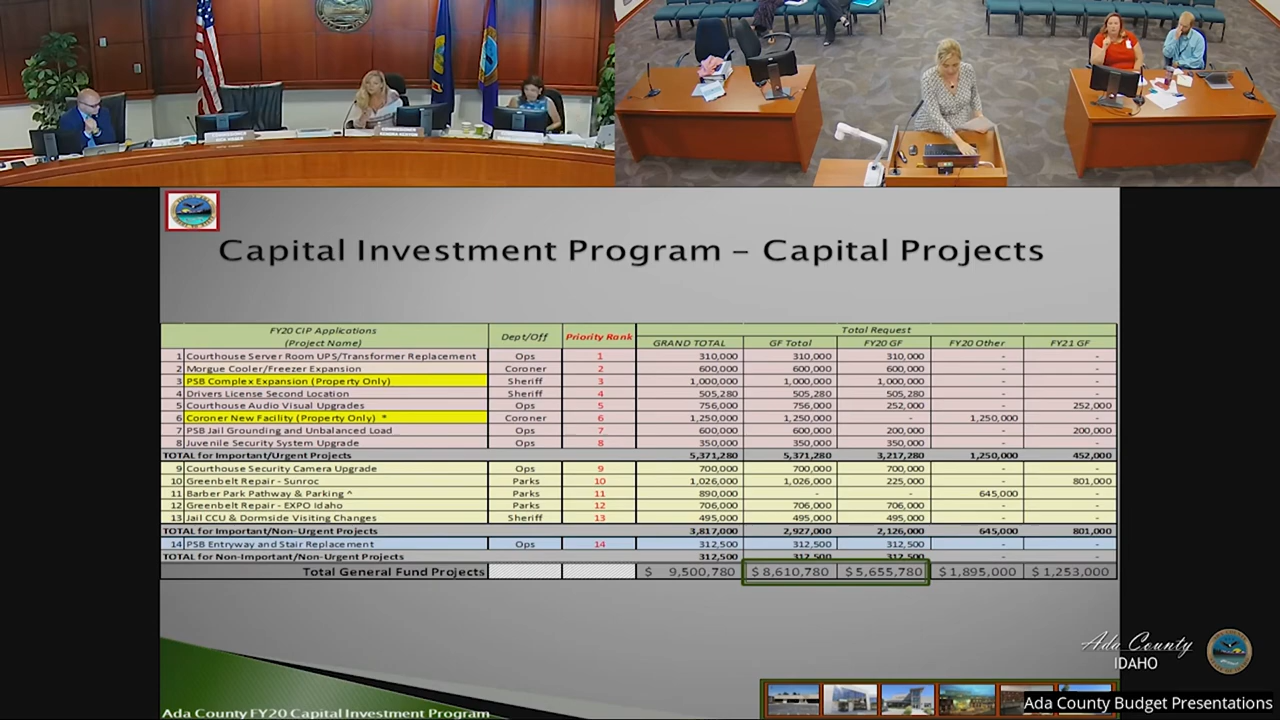 Capital Investment Program – Capital Projects
FY20 CIP Applications (Project Name) Dept/Off Priority Rank Total Request
GRAND TOTAL GF Total FY20 GF FY20 Other FY21 GF
1 Courthouse Server Room UPS/Transformer Replacement Ops 1 310,000 310,000 310,000 - -
2 Morgue Cooler/Freezer Expansion Coroner 2 600,000 600,000 600,000 - -
3 PSB Complex Expansion (Property Only) Sheriff 3 1,000,000 1,000,000 1,000,000 - -
4 Drivers License Second Location Sheriff 4 505,280 505,280 505,280 - -
5 Courthouse Audio Visual Upgrades Ops 5 756,000 756,000 252,000 - 252,000
6 Coroner New Facility (Property Only) * Coroner 6 1,250,000 1,250,000 - 1,250,000 -
7 PSB Jail Grounding and Unbalanced Load Ops 7 600,000 600,000 200,000 - 200,000
8 Juvenile Security System Upgrade Ops 8 350,000 350,000 350,000 - -
TOTAL for Important/Urgent Projects 5,371,280 5,371,280 3,217,280 1,250,000 452,000
9 Courthouse Security Camera Upgrade Ops 9 700,000 700,000 700,000 - -
10 Greenbelt Repair - Sunroc Parks 10 1,026,000 1,026,000 225,000 - 801,000
11 Barber Park Pathway & Parking ^ Parks 11 890,000 - - 645,000 -
12 Greenbelt Repair - EXPO Idaho Parks 12 706,000 706,000 706,000 - -
13 Jail CCU & Dormside Visiting Changes Sheriff 13 495,000 495,000 495,000 - -
TOTAL for Important/Non-Urgent Projects 3,817,000 2,927,000 2,126,000 645,000 801,000
14 PSB Entryway and Stair Replacement Ops 14 312,500 312,500 312,500 - -
TOTAL for Non-Important/Non-Urgent Projects 312,500 312,500 312,500 - -
Total General Fund Projects $ 9,500,780 $ 8,610,780 $ 5,655,780 $ 1,895,000 $ 1,253,000
Ada County
IDAHO
Ada County Budget Presentations
Ada County FY20 Capital Investment Program